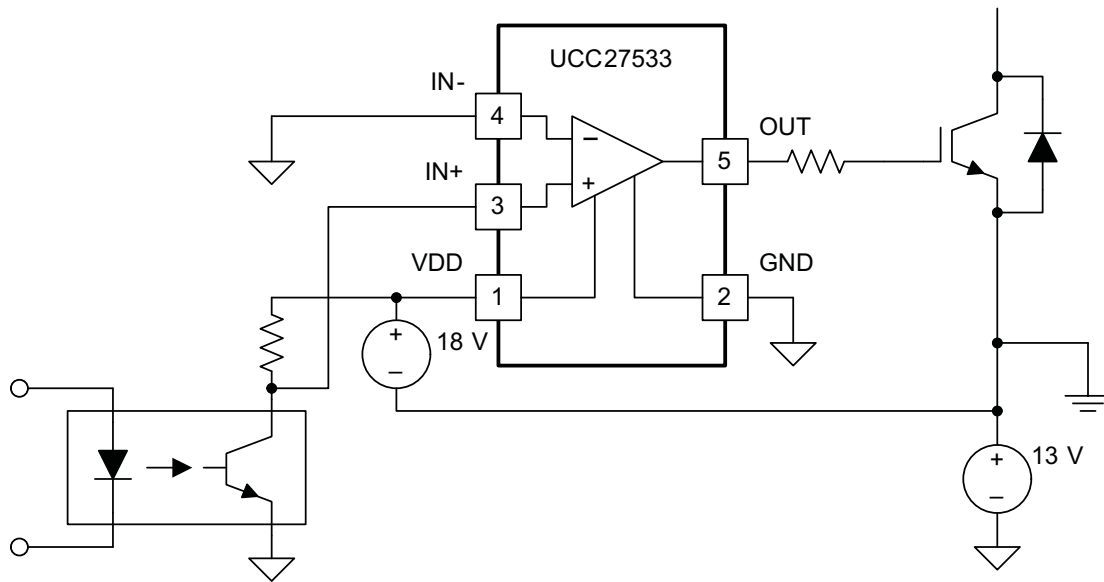 UCC27533
IN-
4
OUT
5
IN+
3
VDD
1
GND
2
+
18 V
–
+
13 V
–
–
+